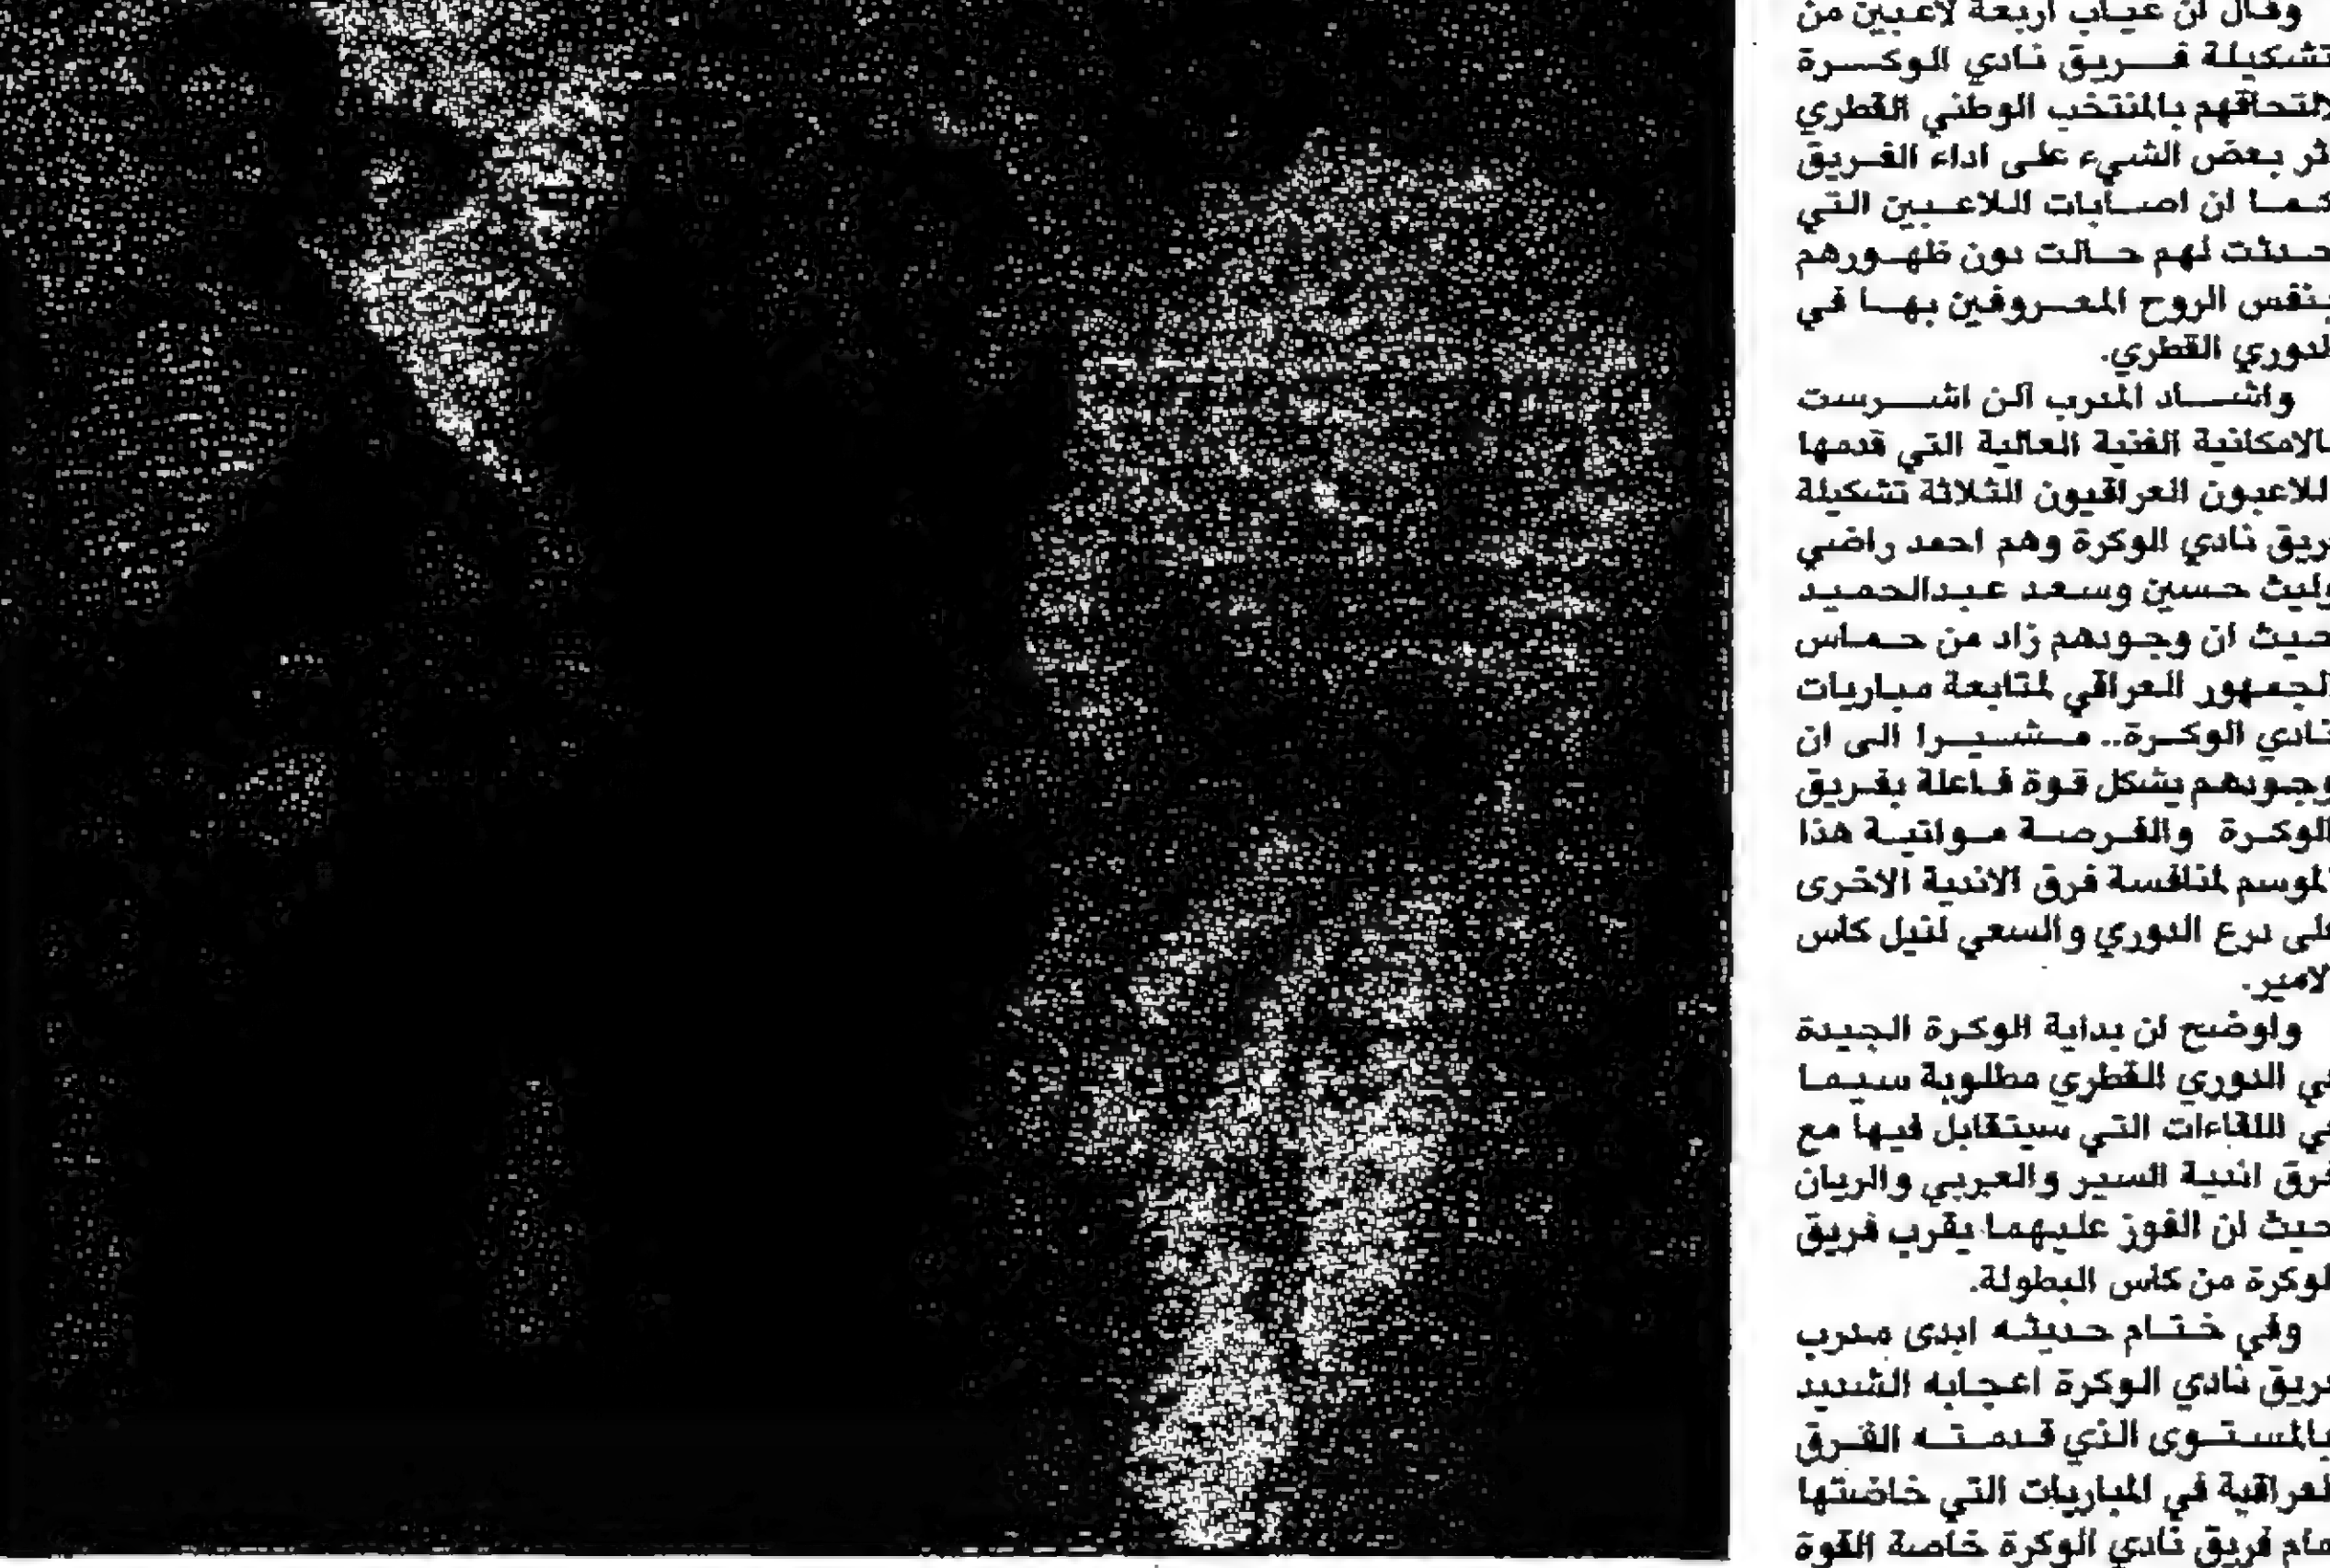 وقال ان غياب اربعة لاعبين من
تشكيلة فريق نادي الوكرة
لالتحاقهم بالمنتخب الوطني القطري
اثر بعض الشيء على اداء الفريق
كما ان اصابات اللاعبين التي
حدثت لهم حالت دون ظهورهم
بنفس الروح المعروفين بها في
الدوري القطري.
واشاد المدرب الن اشرست
بالامكانية الفنية العالية التي قدمها
اللاعبون العراقيون الثلاثة تشكيلة
فريق نادي الوكرة وهم احمد راضي
وليث حسين وسعد عبدالحميد
حيث ان وجودهم زاد من حماس
الجمهور العراقي لمتابعة مباريات
نادي الوكرة.. مشيرا الى ان
وجودهم يشكل قوة فاعلة بفريق
الوكرة والفرصة مواتية هذا
الموسم لمنافسة فرق الاندية الاخرى
على درع الدوري والسعي لنيل كاس
الامير.
واوضح ان بداية الوكرة الجيدة
في الدوري القطري مطلوبة سيما
في اللقاءات التي سيتقابل فيها مع
فرق اندية السير والعربي والريان
حيث ان الفوز عليهما يقرب فريق
الوكرة من كاس البطولة.
وفي ختام حديثه ابدى مدرب
فريق نادي الوكرة اعجابه الشديد
بالمستوى الذي قدمته الفرق
العراقية في المباريات التي خاضتها
امام فريق نادي الوكرة خاصة القوة